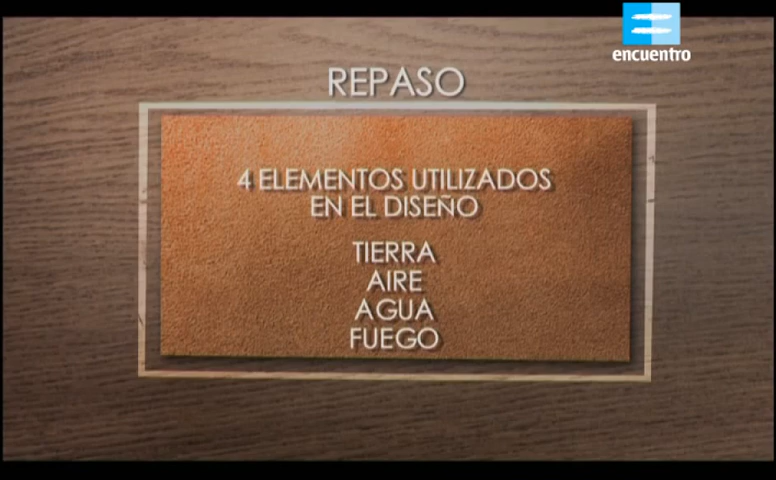 encuentro
REPASO
4 ELEMENTOS UTILIZADOS
EN EL DISEÑO
TIERRA
AIRE
AGUA
FUEGO